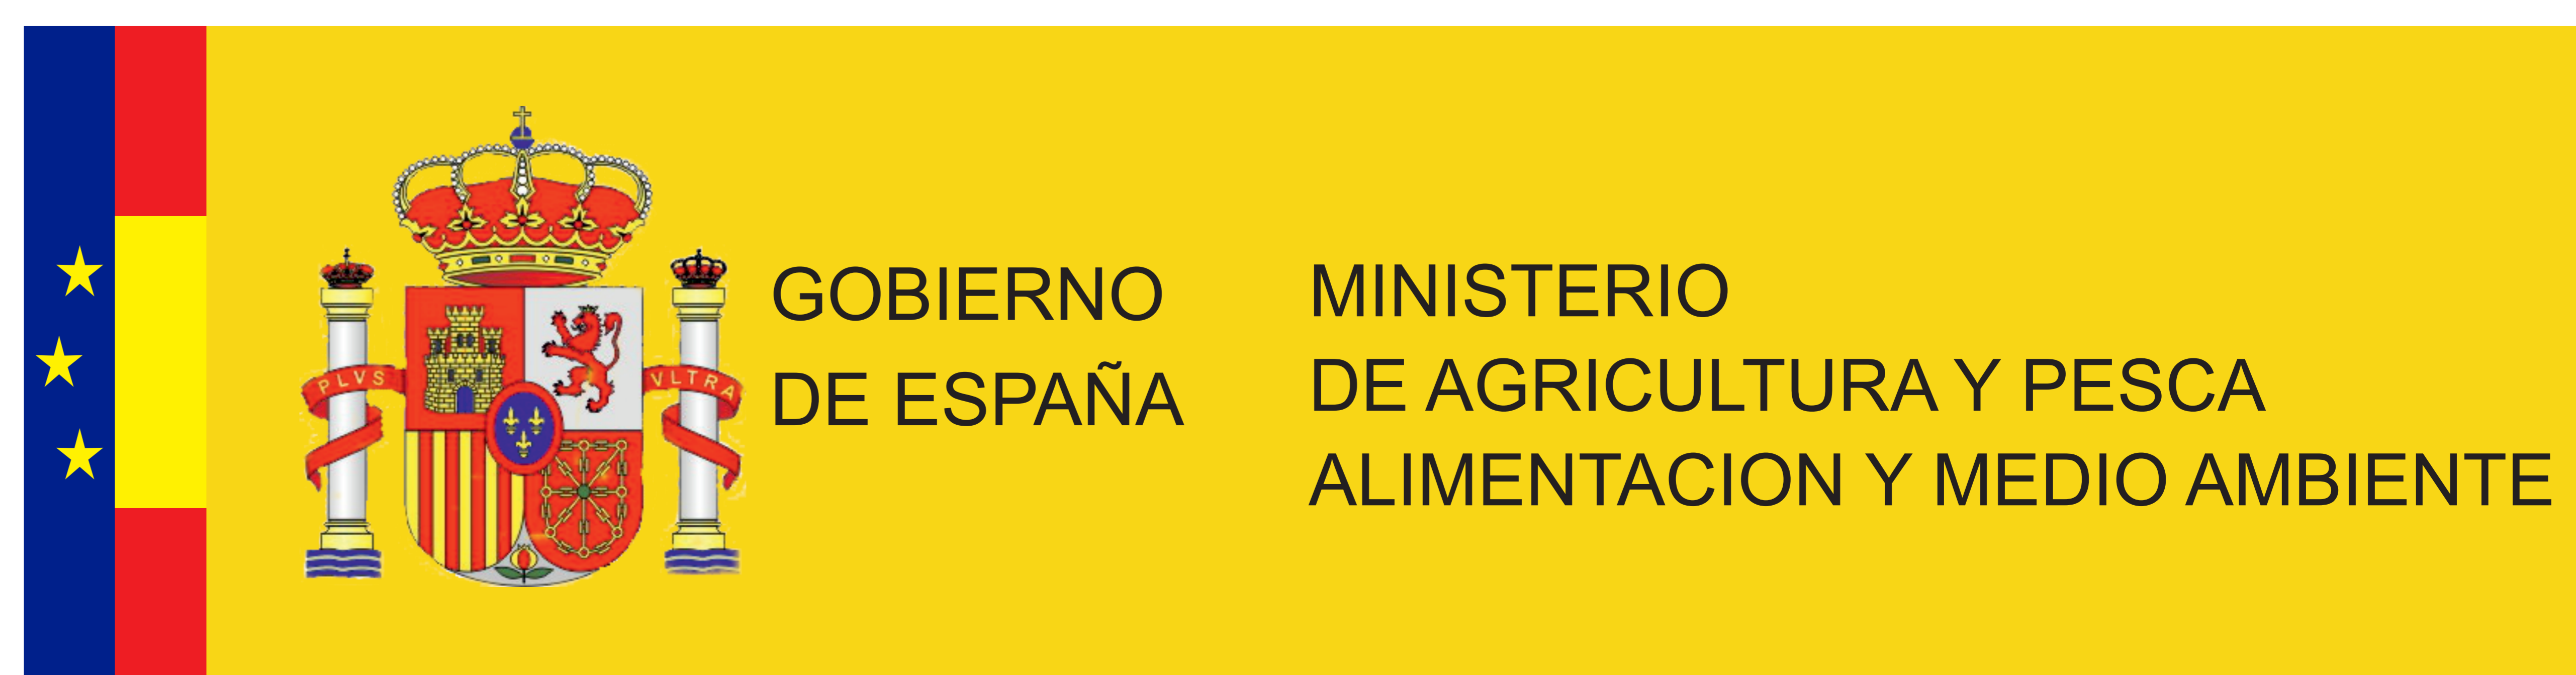 PLVS
VLTRA
GOBIERNO
DE ESPAÑA
MINISTERIO
DE AGRICULTURA Y PESCA
ALIMENTACION Y MEDIO AMBIENTE